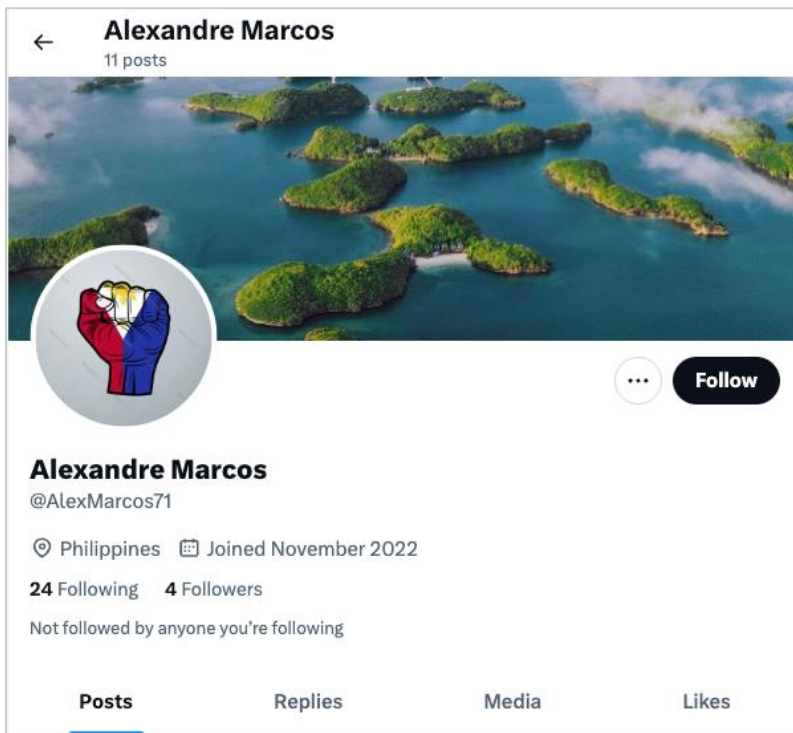 Alexandre Marcos
11 posts
Follow
Alexandre Marcos
@AlexMarcos71
Philippines Joined November 2022
24 Following 4 Followers
Not followed by anyone you're following
Posts Replies Media Likes